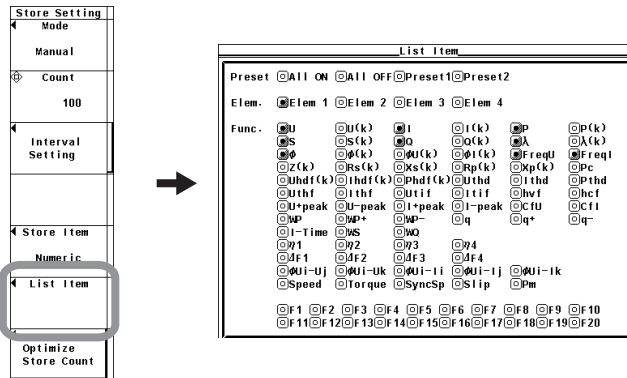 Store Setting
Mode
Manual
Count
100
Interval
Setting
Store Item
Numeric
List Item
Optimize
Store Count
List Item
Preset All ON All OFF Preset1 Preset2
Elem. Elem 1 Elem 2 Elem 3 Elem 4
Func. U U(k) I I(k) P P(k)
S S(k) Q Q(k) λ λ(k)
ϕ ϕ(k) ϕU(k) ϕI(k) FreqU FreqI
Z(k) Rs(k) Xs(k) Rp(k) Xp(k) Pc
Uhdf(k) Ihdf(k) Phdf(k) Uthd Ithd Pthd
Uthf Ithf Utif Itif hvf hcf
U+peak U-peak I+peak I-peak CfU CfI
WP WP+ WP- q q+ q-
I-Time WS WQ
η1 η2 η3 η4
ΔF1 ΔF2 ΔF3 ΔF4
ϕUi-Uj ϕUi-Uk ϕUi-Ii ϕUi-Ij ϕUi-Ik
Speed Torque SyncSp Slip Pm
F1 F2 F3 F4 F5 F6 F7 F8 F9 F10
F11 F12 F13 F14 F15 F16 F17 F18 F19 F20